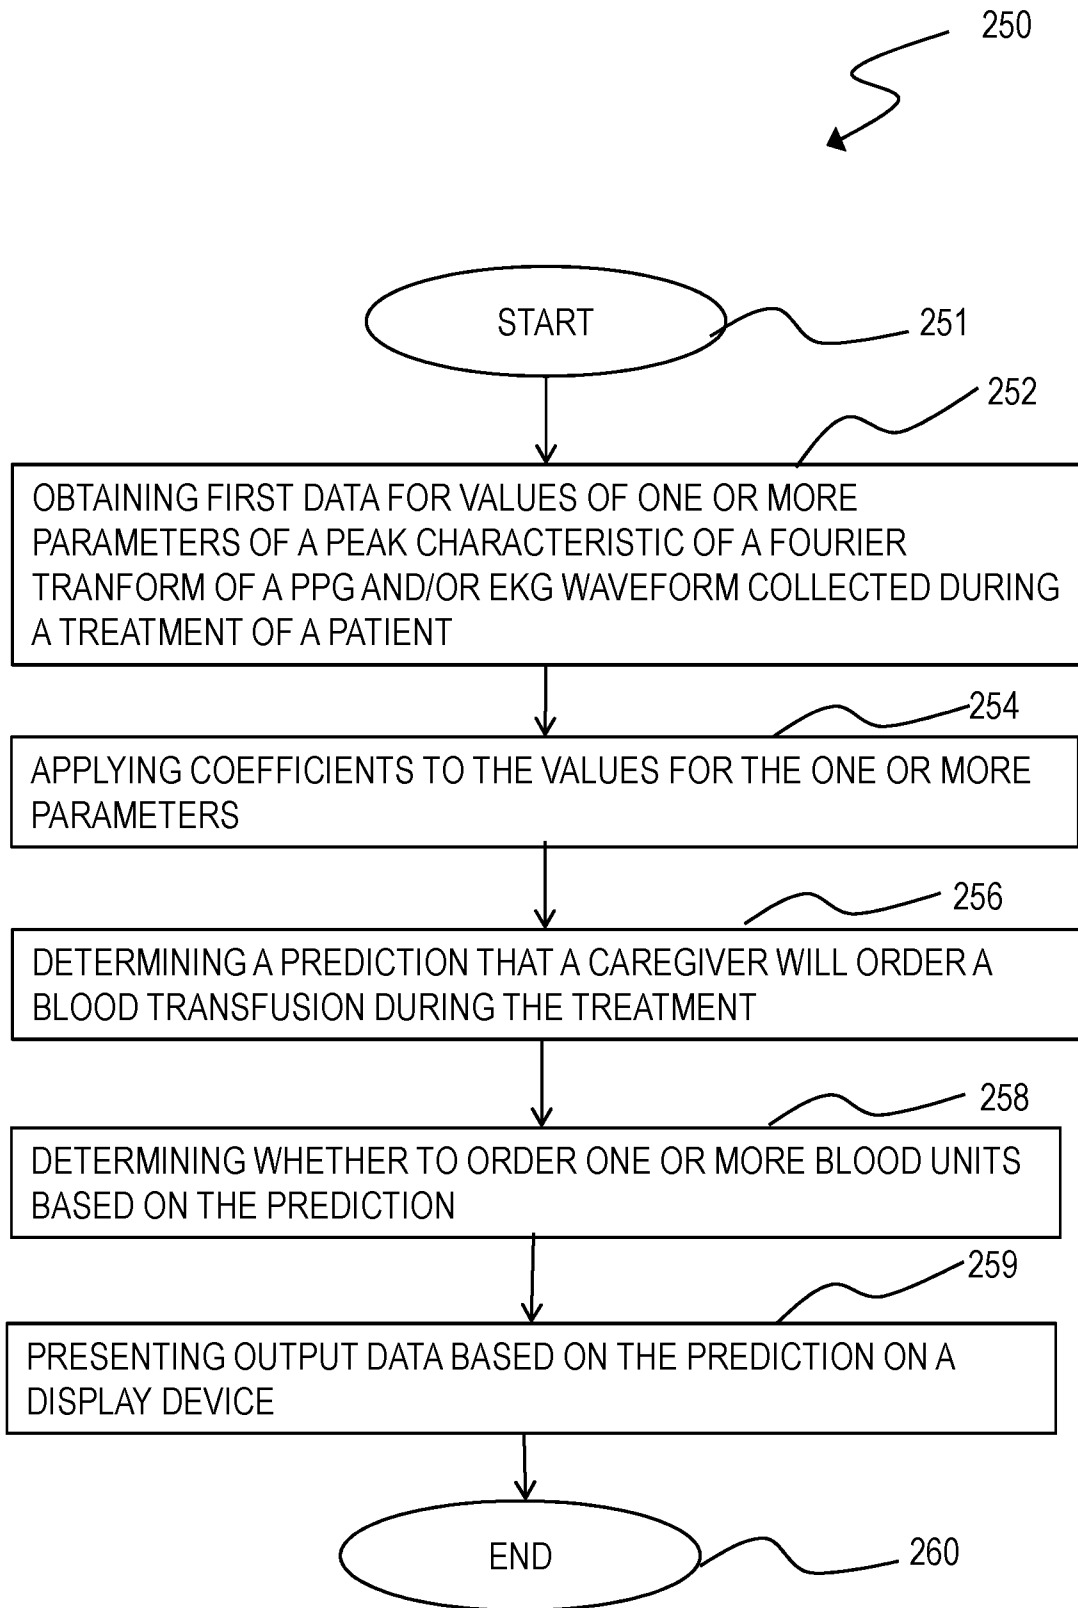 250
START
251
252
OBTAINING FIRST DATA FOR VALUES OF ONE OR MORE
PARAMETERS OF A PEAK CHARACTERISTIC OF A FOURIER
TRANFORM OF A PPG AND/OR EKG WAVEFORM COLLECTED DURING
A TREATMENT OF A PATIENT
254
APPLYING COEFFICIENTS TO THE VALUES FOR THE ONE OR MORE
PARAMETERS
256
DETERMINING A PREDICTION THAT A CAREGIVER WILL ORDER A
BLOOD TRANSFUSION DURING THE TREATMENT
258
DETERMINING WHETHER TO ORDER ONE OR MORE BLOOD UNITS
BASED ON THE PREDICTION
259
PRESENTING OUTPUT DATA BASED ON THE PREDICTION ON A
DISPLAY DEVICE
END
260